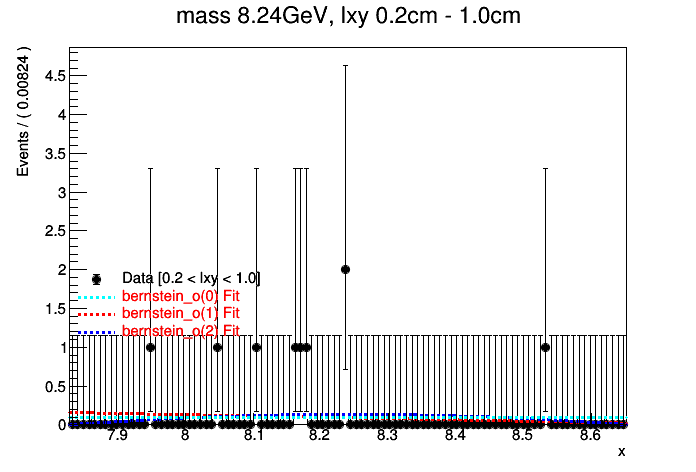 mass 8.24GeV, lxy 0.2cm - 1.0cm
Events / ( 0.00824 )
4.5
4
3.5
3
2.5
2
1.5
1
0.5
0
Data [0.2 < lxy < 1.0]
bernstein_o(0) Fit
bernstein_o(1) Fit
bernstein_o(2) Fit
7.9 8 8.1 8.2 8.3 8.4 8.5 8.6
x